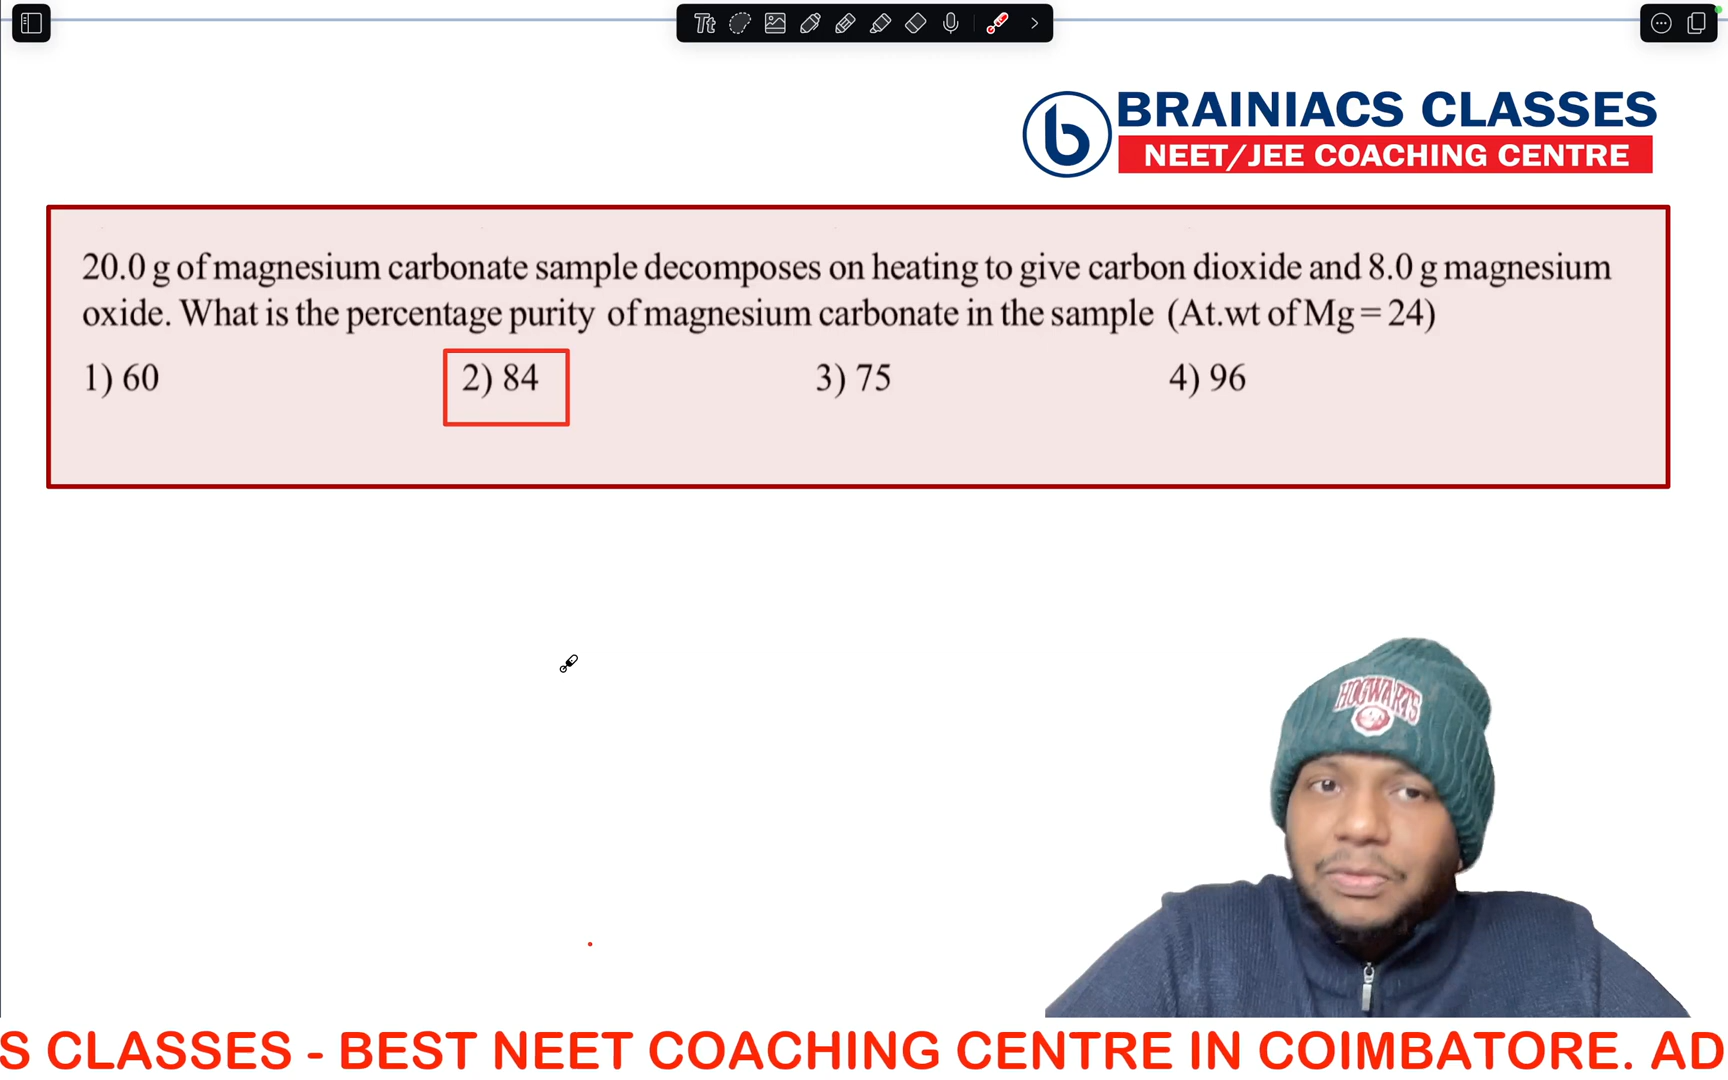 Tt
b BRAINIACS CLASSES
NEET/JEE COACHING CENTRE
20.0 g of magnesium carbonate sample decomposes on heating to give carbon dioxide and 8.0 g magnesium
oxide. What is the percentage purity of magnesium carbonate in the sample (At.wt of Mg = 24)
1) 60 2) 84 3) 75 4) 96
HOGWARTS
S CLASSES - BEST NEET COACHING CENTRE IN COIMBATORE. AD